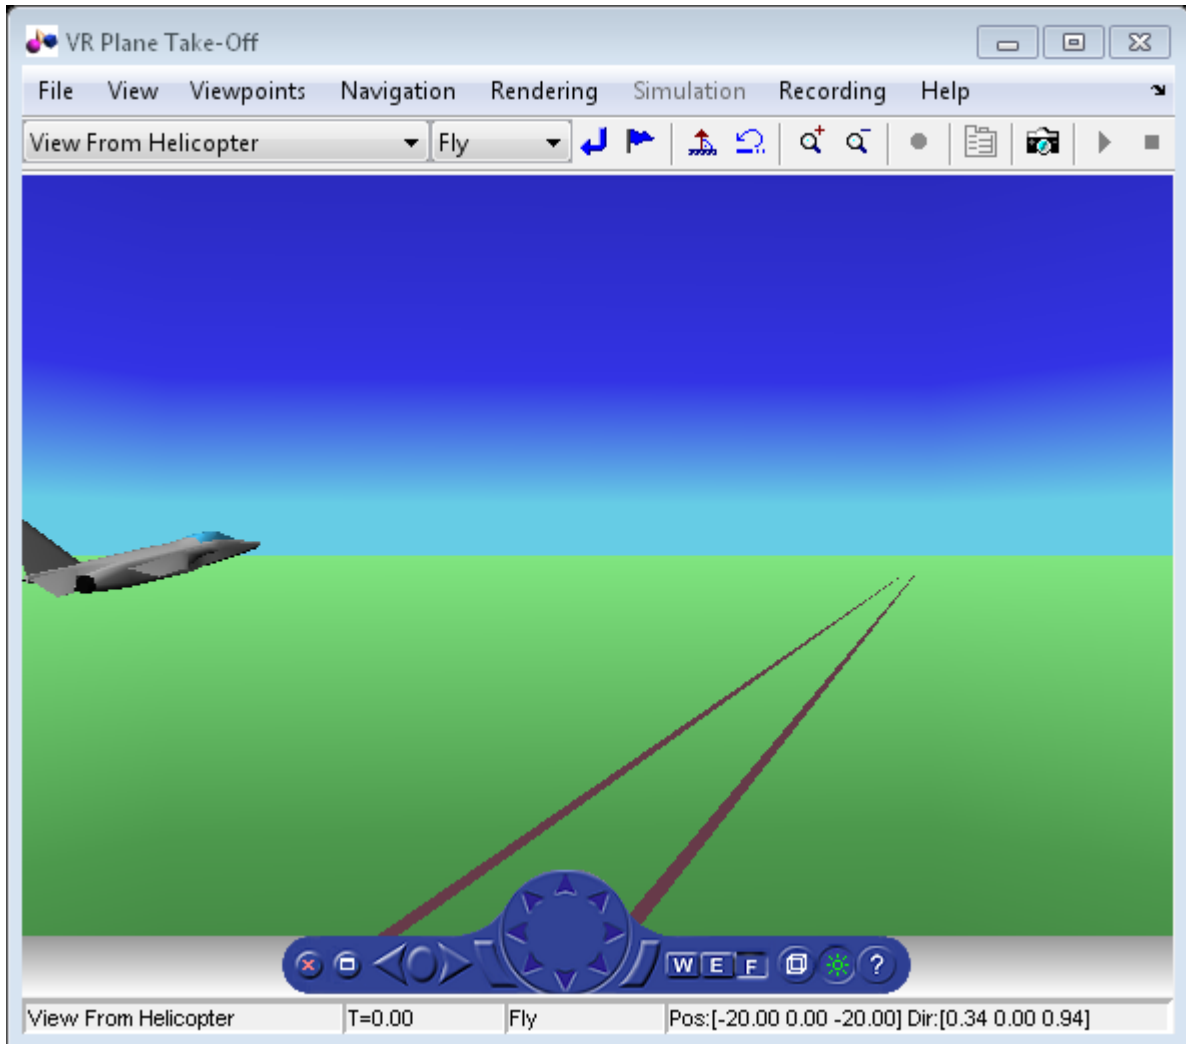 VR Plane Take-Off
File View Viewpoints Navigation Rendering Simulation Recording Help
View From Helicopter Fly
W E F ?
View From Helicopter T=0.00 Fly Pos:[-20.00 0.00 -20.00] Dir:[0.34 0.00 0.94]